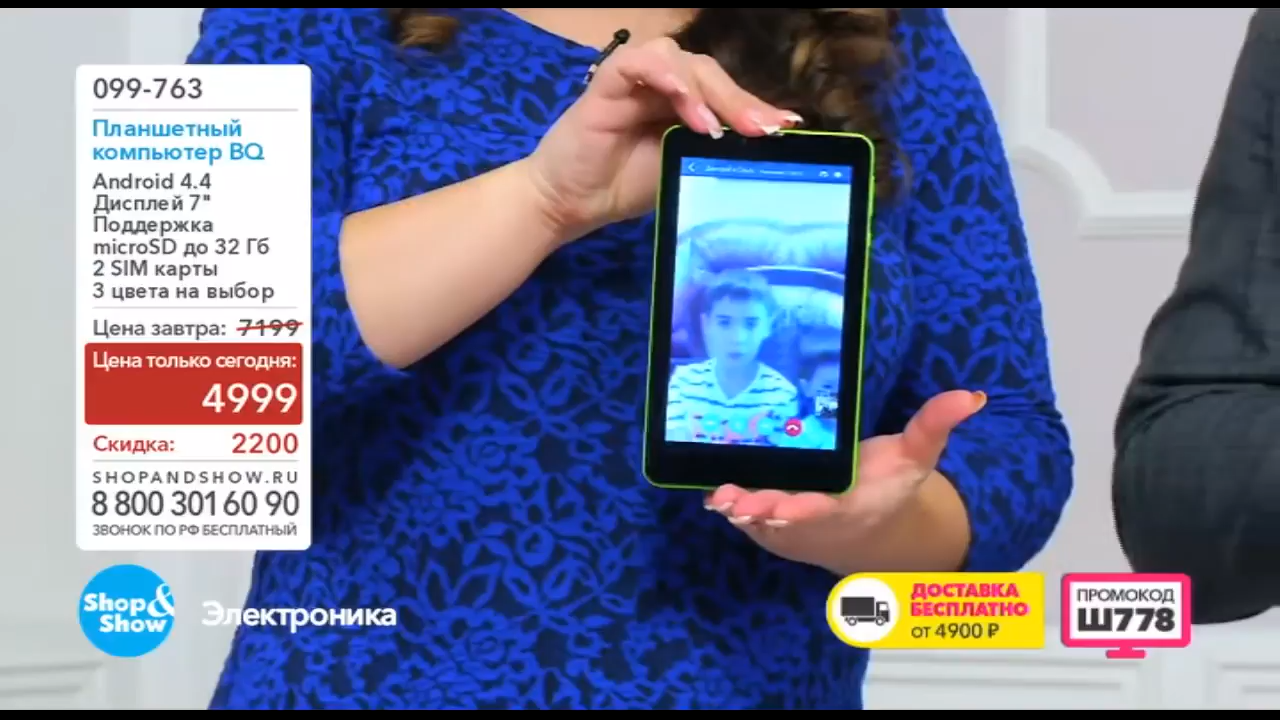 099-763
Планшетный
компьютер BQ
Android 4.4
Дисплей 7"
Поддержка
microSD до 32 Гб
2 SIM карты
3 цвета на выбор
Цена завтра: 7199
Цена только сегодня:
4999
Скидка: 2200
SHOPANDSHOW.RU
8 800 301 60 90
ЗВОНОК ПО РФ БЕСПЛАТНЫЙ
Shop &
Show
Электроника
ДОСТАВКА
БЕСПЛАТНО
от 4900 ₽
ПРОМОКОД
Ш778